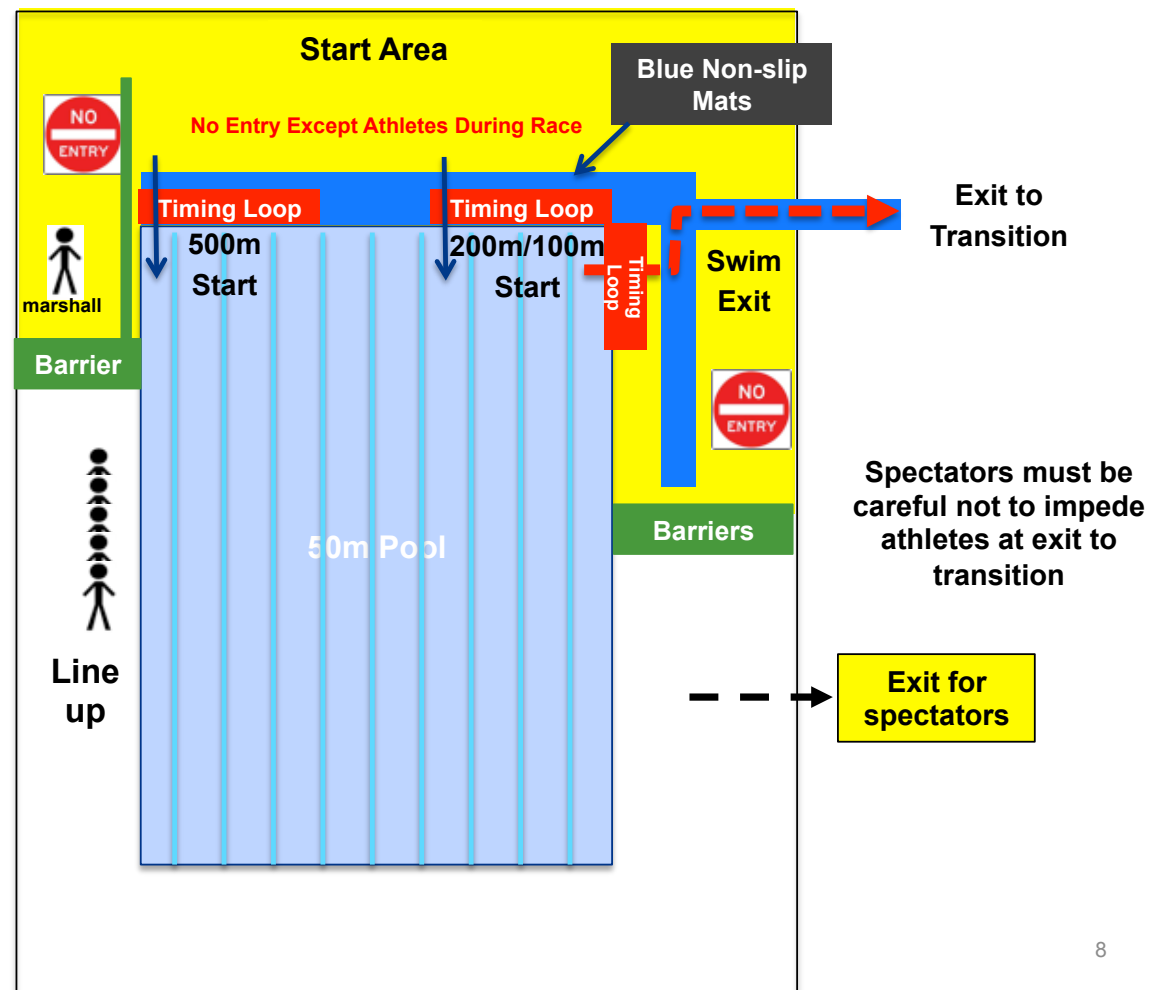 Start Area
Blue Non-slip
Mats
NO
ENTRY
No Entry Except Athletes During Race
Timing Loop
Timing Loop
Exit to
Transition
500m
Start
200m/100m
Start
Timing
Loop
Swim
Exit
marshall
Barrier
NO
ENTRY
Spectators must be
careful not to impede
athletes at exit to
transition
50m Pool
Barriers
Line
up
Exit for
spectators
8